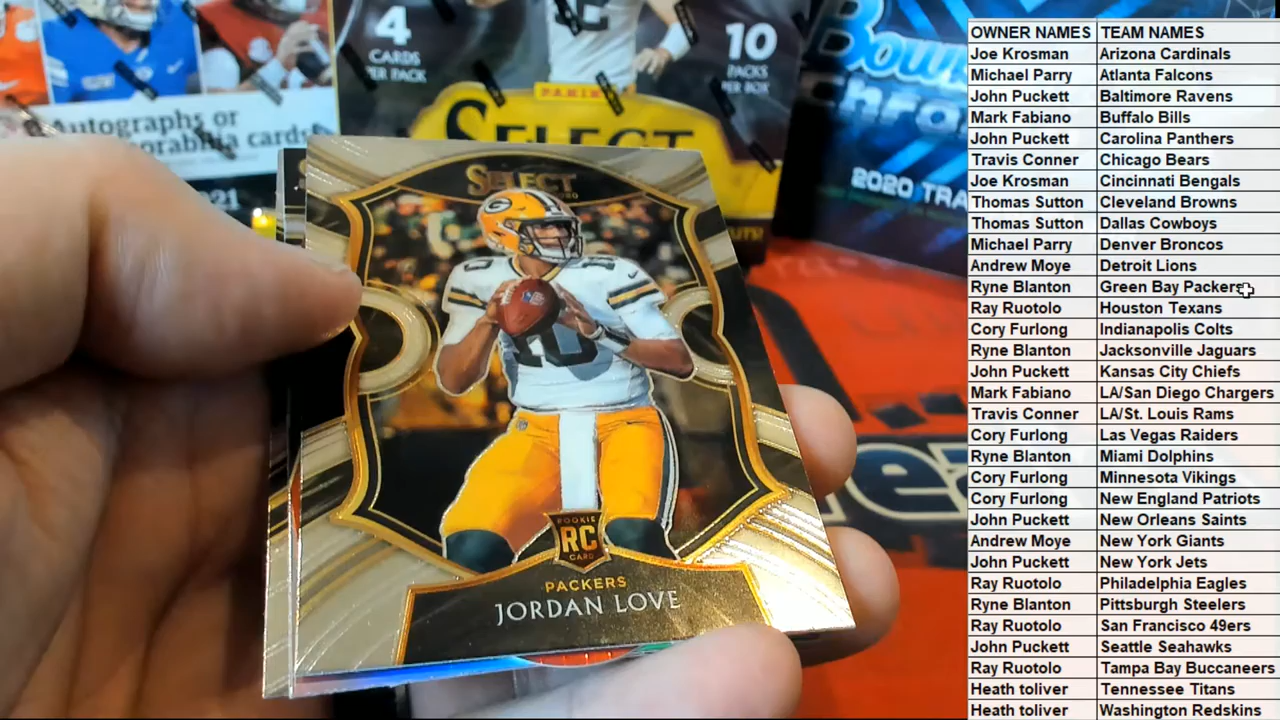 4
CARDS
PER PACK
10
PACKS
PER BOX
PANINI
SELECT
Autographs or
cards
2020
SELECT
10
RC
ROOKIE
CARD
PACKERS
JORDAN LOVE
OWNER NAMES TEAM NAMES
Joe Krosman Arizona Cardinals
Michael Parry Atlanta Falcons
John Puckett Baltimore Ravens
Mark Fabiano Buffalo Bills
John Puckett Carolina Panthers
Travis Conner Chicago Bears
Joe Krosman Cincinnati Bengals
Thomas Sutton Cleveland Browns
Thomas Sutton Dallas Cowboys
Michael Parry Denver Broncos
Andrew Moye Detroit Lions
Ryne Blanton Green Bay Packers
Ray Ruotolo Houston Texans
Cory Furlong Indianapolis Colts
Ryne Blanton Jacksonville Jaguars
John Puckett Kansas City Chiefs
Mark Fabiano LA/San Diego Chargers
Travis Conner LA/St. Louis Rams
Cory Furlong Las Vegas Raiders
Ryne Blanton Miami Dolphins
Cory Furlong Minnesota Vikings
Cory Furlong New England Patriots
John Puckett New Orleans Saints
Andrew Moye New York Giants
John Puckett New York Jets
Ray Ruotolo Philadelphia Eagles
Ryne Blanton Pittsburgh Steelers
Ray Ruotolo San Francisco 49ers
John Puckett Seattle Seahawks
Ray Ruotolo Tampa Bay Buccaneers
Heath toliver Tennessee Titans
Heath toliver Washington Redskins